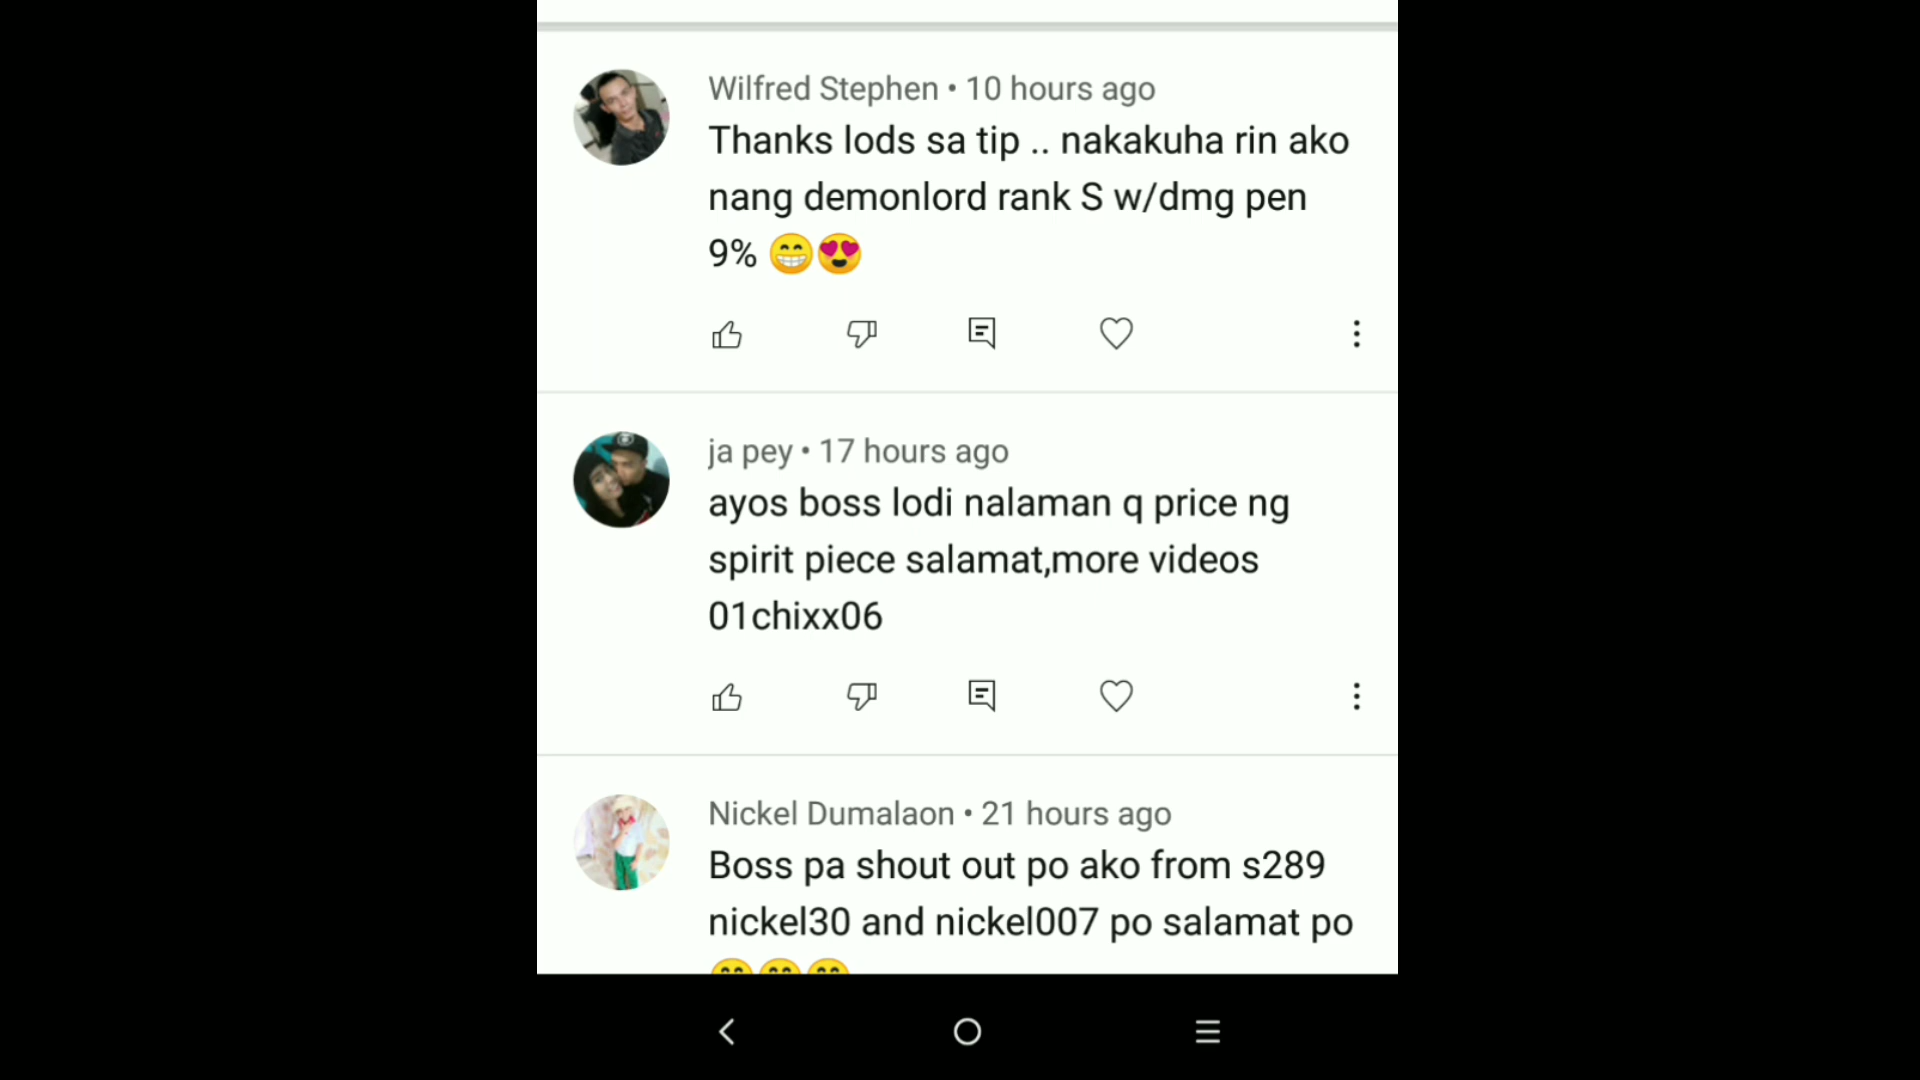 Wilfred Stephen • 10 hours ago
Thanks lods sa tip .. nakakuha rin ako
nang demonlord rank S w/dmg pen
9% 😁😍
ja pey • 17 hours ago
ayos boss lodi nalaman q price ng
spirit piece salamat,more videos
01chixx06
Nickel Dumalaon • 21 hours ago
Boss pa shout out po ako from s289
nickel30 and nickel007 po salamat po